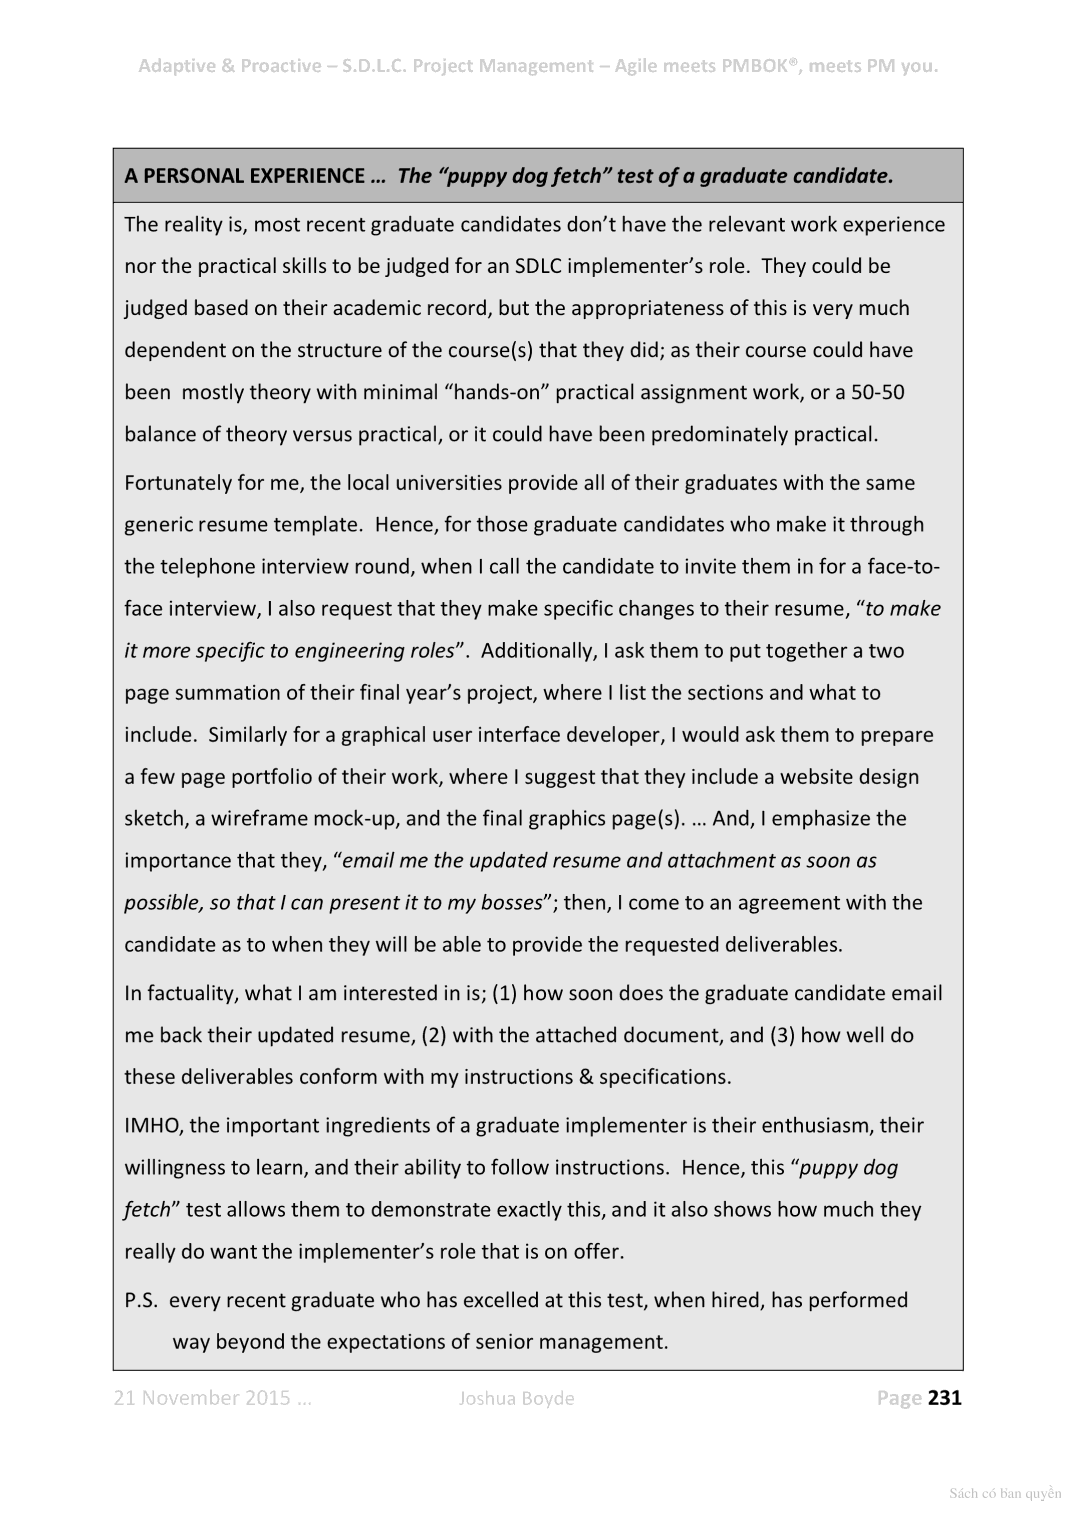 Adaptive & Proactive – S.D.L.C. Project Management – Agile meets PMBOK®, meets PM you.
A PERSONAL EXPERIENCE … The “puppy dog fetch” test of a graduate candidate.
The reality is, most recent graduate candidates don’t have the relevant work experience
nor the practical skills to be judged for an SDLC implementer’s role. They could be
judged based on their academic record, but the appropriateness of this is very much
dependent on the structure of the course(s) that they did; as their course could have
been mostly theory with minimal “hands-on” practical assignment work, or a 50-50
balance of theory versus practical, or it could have been predominately practical.
Fortunately for me, the local universities provide all of their graduates with the same
generic resume template. Hence, for those graduate candidates who make it through
the telephone interview round, when I call the candidate to invite them in for a face-to-
face interview, I also request that they make specific changes to their resume, “to make
it more specific to engineering roles”. Additionally, I ask them to put together a two
page summation of their final year’s project, where I list the sections and what to
include. Similarly for a graphical user interface developer, I would ask them to prepare
a few page portfolio of their work, where I suggest that they include a website design
sketch, a wireframe mock-up, and the final graphics page(s). … And, I emphasize the
importance that they, “email me the updated resume and attachment as soon as
possible, so that I can present it to my bosses”; then, I come to an agreement with the
candidate as to when they will be able to provide the requested deliverables.
In factuality, what I am interested in is; (1) how soon does the graduate candidate email
me back their updated resume, (2) with the attached document, and (3) how well do
these deliverables conform with my instructions & specifications.
IMHO, the important ingredients of a graduate implementer is their enthusiasm, their
willingness to learn, and their ability to follow instructions. Hence, this “puppy dog
fetch” test allows them to demonstrate exactly this, and it also shows how much they
really do want the implementer’s role that is on offer.
P.S. every recent graduate who has excelled at this test, when hired, has performed
way beyond the expectations of senior management.
21 November 2015 … Joshua Boyde Page 231
Sách có bản quyền